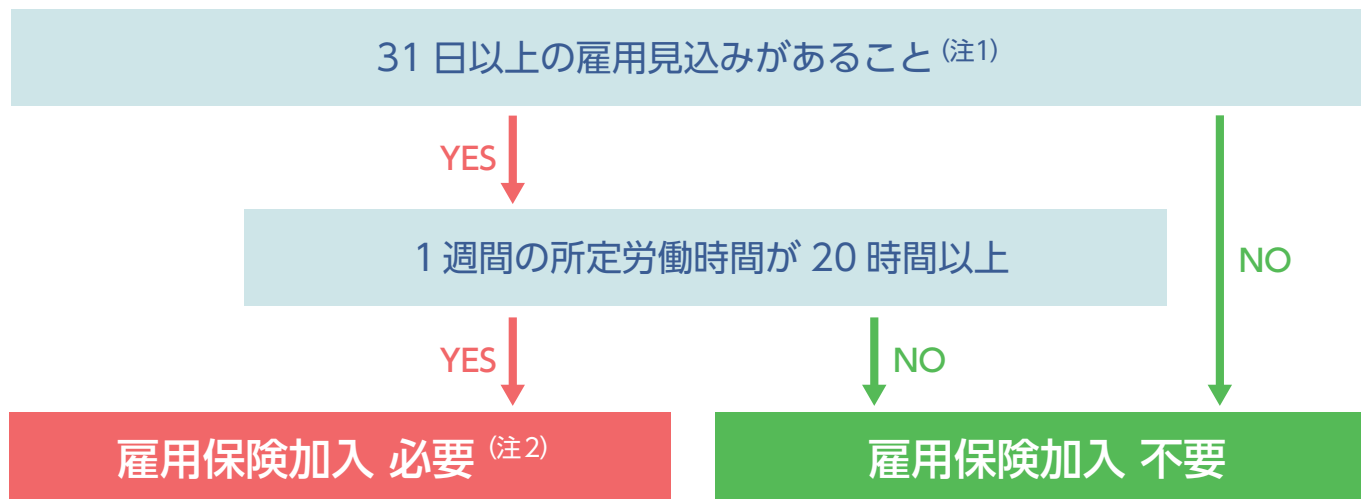 31 日以上の雇用見込みがあること (注1)
YES
1 週間の所定労働時間が 20 時間以上
NO
YES
NO
雇用保険加入 必要 (注2)
雇用保険加入 不要